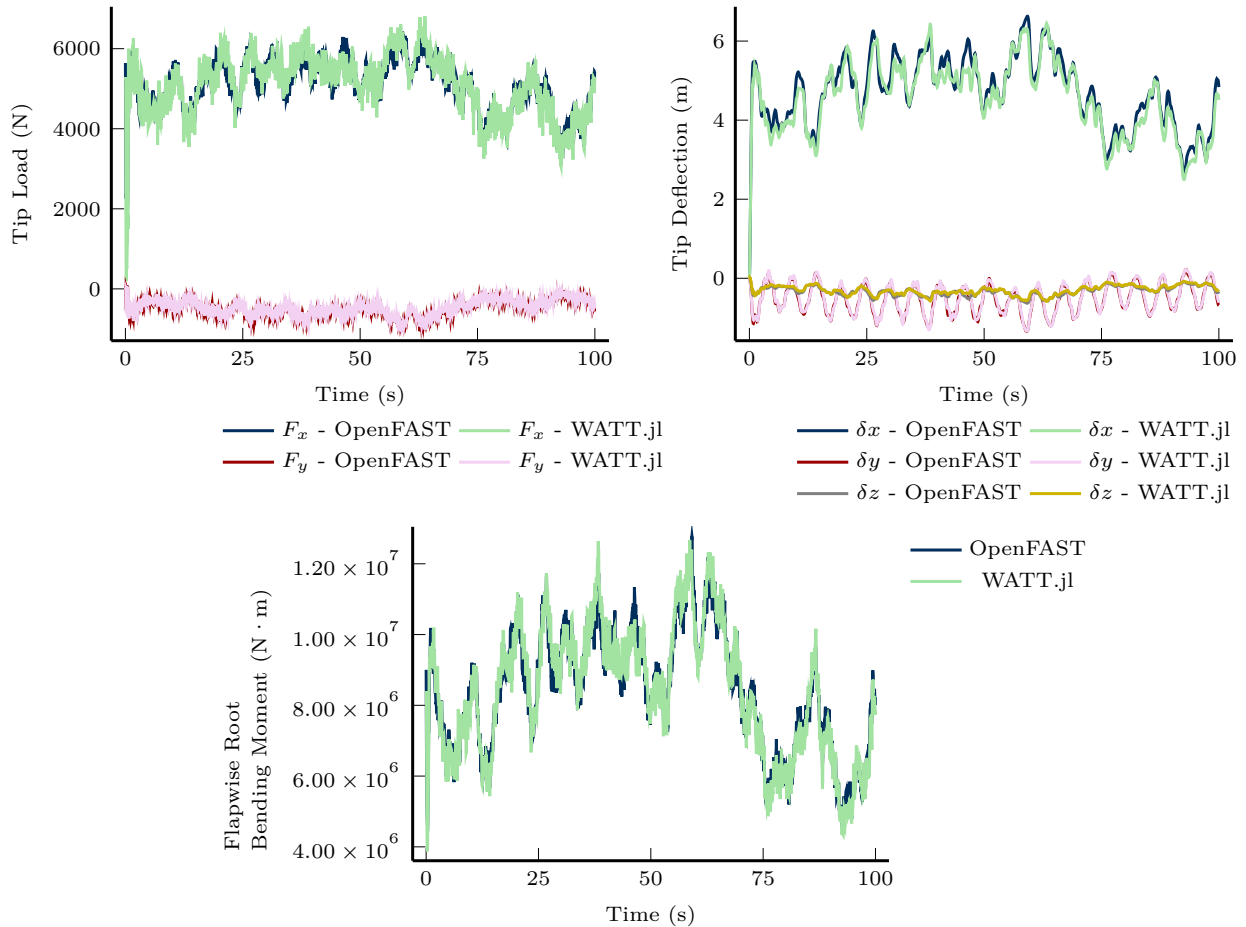 Tip Load (N)
6000
4000
2000
0
0 25 50 75 100
Time (s)
F_x - OpenFAST F_x - WATT.jl
F_y - OpenFAST F_y - WATT.jl
Tip Deflection (m)
6
4
2
0
0 25 50 75 100
Time (s)
δx - OpenFAST δx - WATT.jl
δy - OpenFAST δy - WATT.jl
δz - OpenFAST δz - WATT.jl
Flapwise Root
Bending Moment (N · m)
1.20 × 10^7
1.00 × 10^7
8.00 × 10^6
6.00 × 10^6
4.00 × 10^6
0 25 50 75 100
Time (s)
OpenFAST
WATT.jl